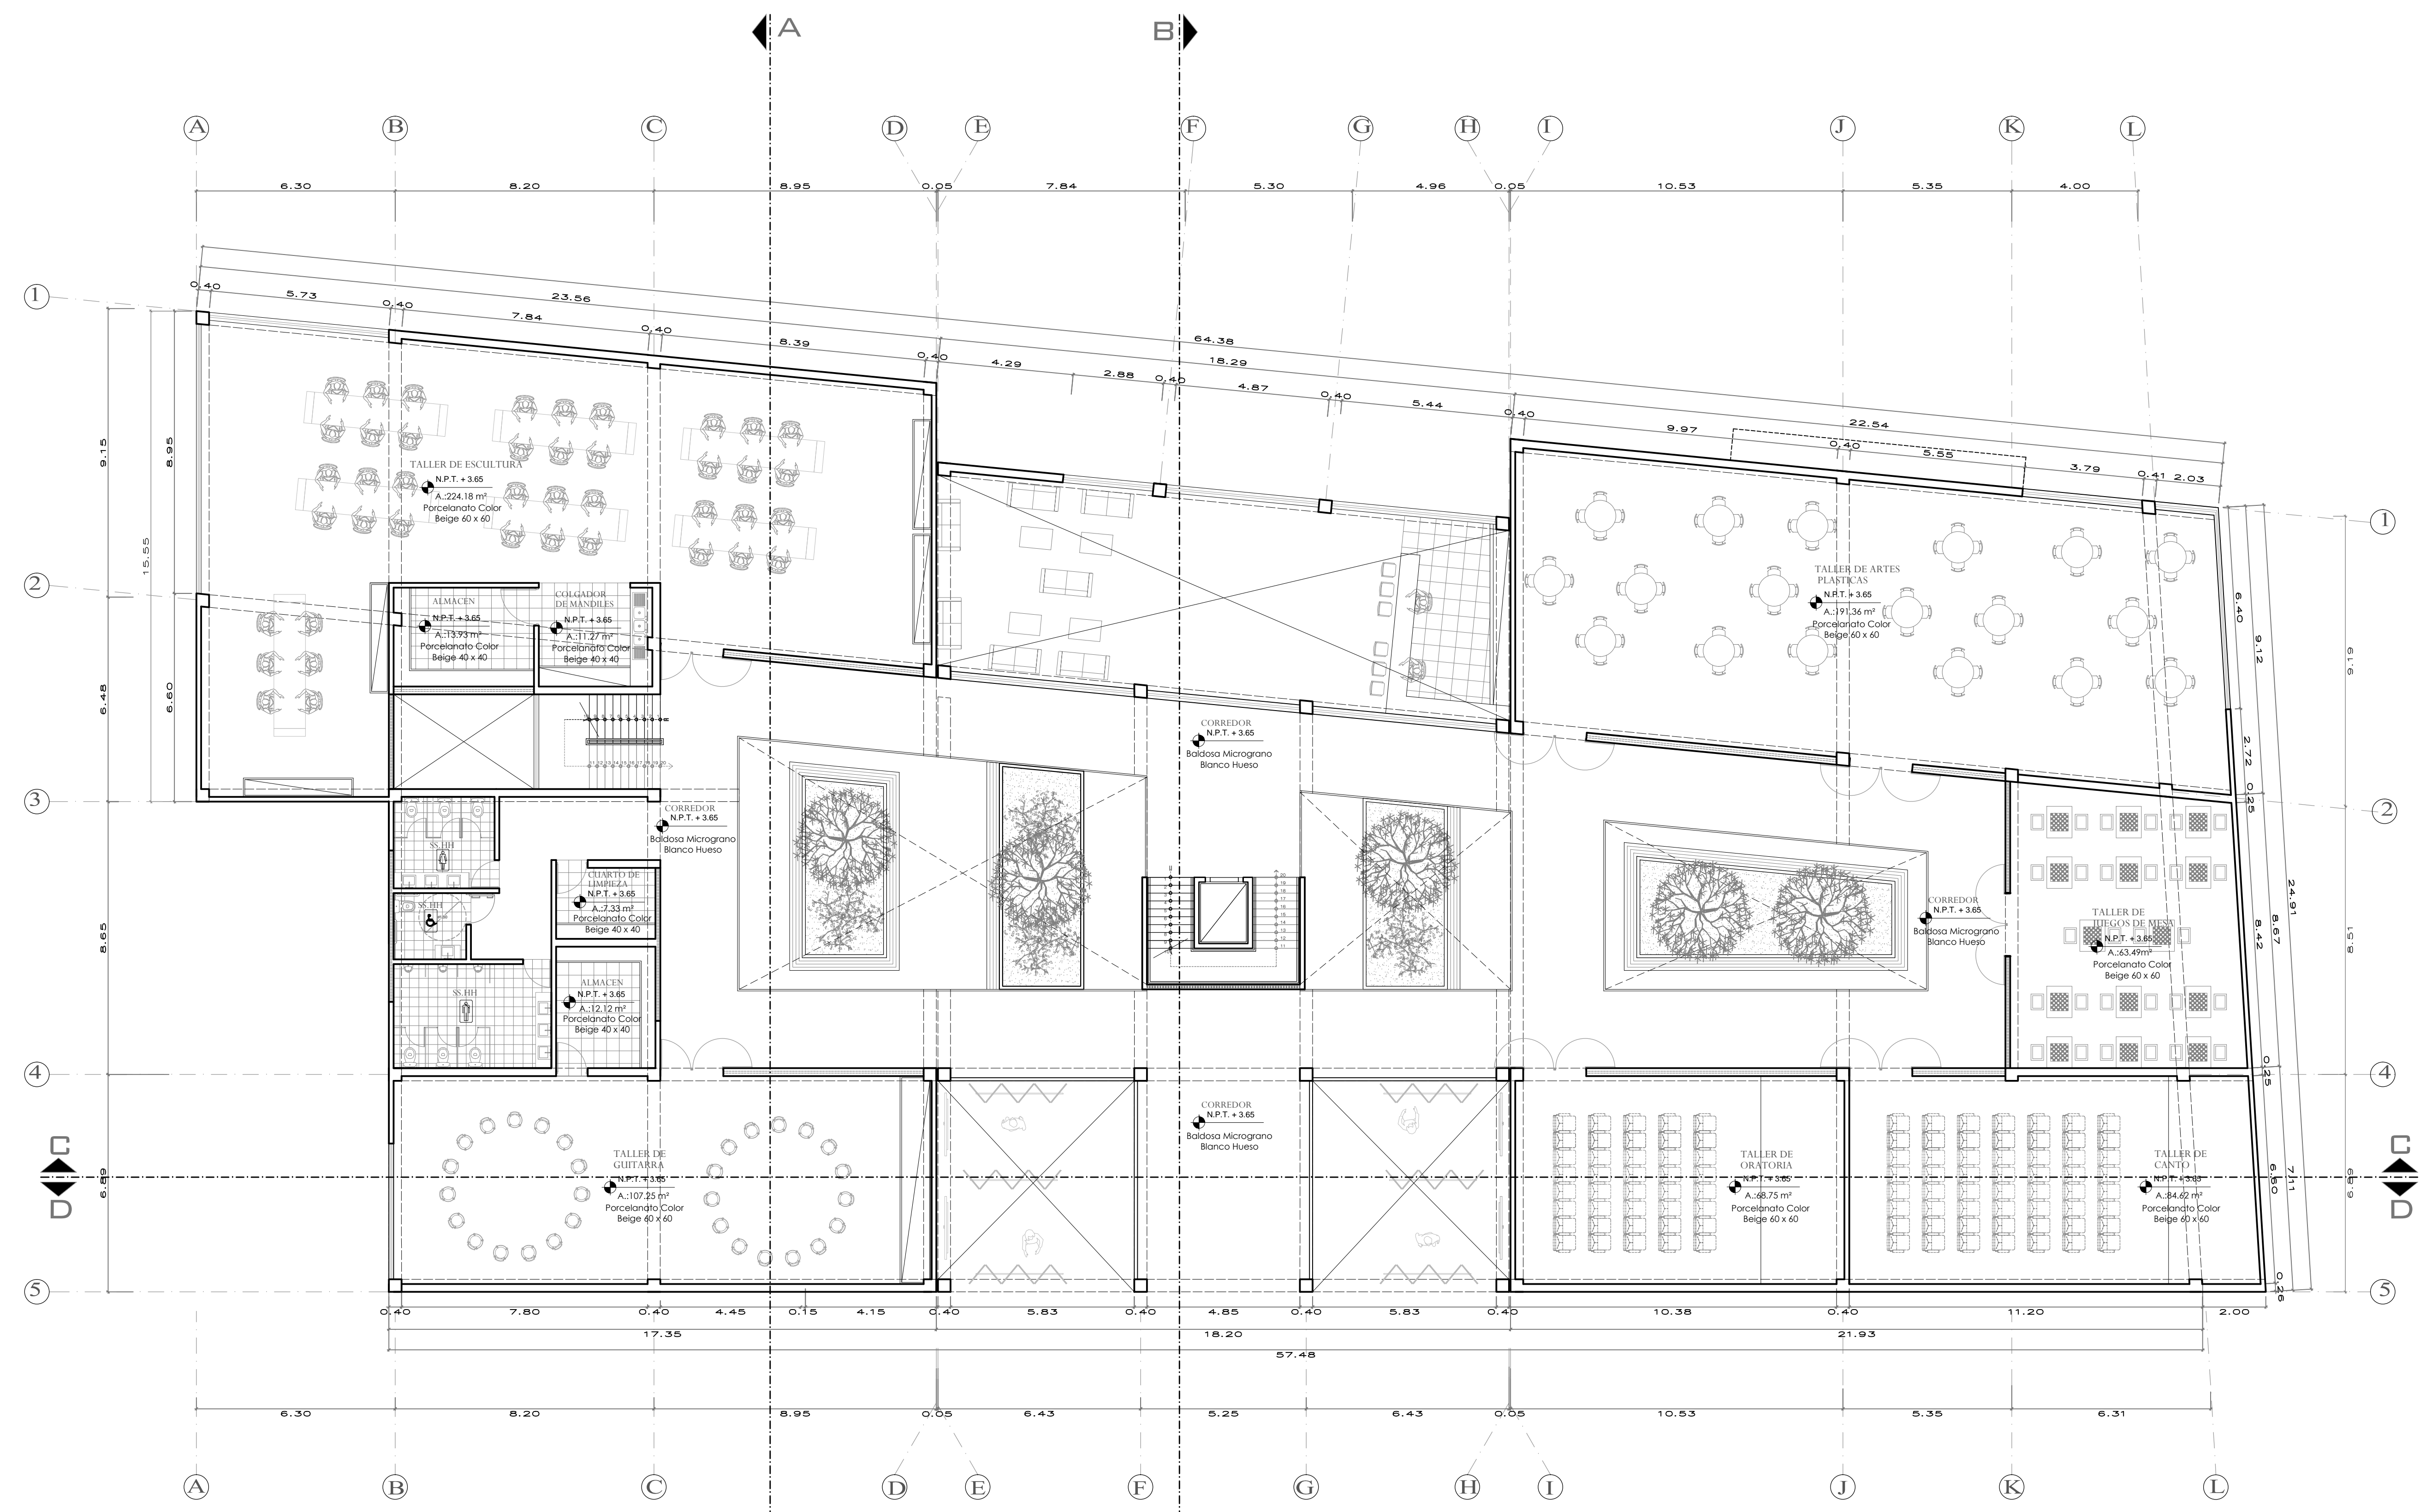 A
B
A
B
C
D
E
F
G
H
I
J
K
L
6.30
8.20
8.95
0.05
7.84
5.30
4.96
0.05
10.53
5.35
4.00
64.38
23.56
18.29
22.54
0.40
5.73
0.40
7.84
0.40
8.39
0.40
4.29
2.88
0.40
4.87
0.40
5.44
0.40
9.97
0.40
5.55
3.79
0.41
2.03
1
2
3
4
5
9.15
6.48
8.65
6.89
15.55
8.95
6.60
TALLER DE ESCULTURA
N.P.T. + 3.65
A.:224.18 m²
Porcelanato Color
Beige 60 x 60
ALMACEN
N.P.T. + 3.65
A.:13.93 m²
Porcelanato Color
Beige 40 x 40
COLGADOR
DE MANDILES
N.P.T. + 3.65
A.:11.27 m²
Porcelanato Color
Beige 40 x 40
TALLER DE ARTES
PLASTICAS
N.P.T. + 3.65
A.:191.36 m²
Porcelanato Color
Beige 60 x 60
CORREDOR
N.P.T. + 3.65
Baldosa Micrograno
Blanco Hueso
CORREDOR
N.P.T. + 3.65
Baldosa Micrograno
Blanco Hueso
SS.HH
SS.HH
SS.HH
CUARTO DE
LIMPIEZA
N.P.T. + 3.65
A.:7.33 m²
Porcelanato Color
Beige 40 x 40
ALMACEN
N.P.T. + 3.65
A.:12.12 m²
Porcelanato Color
Beige 40 x 40
CORREDOR
N.P.T. + 3.65
Baldosa Micrograno
Blanco Hueso
TALLER DE
JUEGOS DE MESA
N.P.T. + 3.65
A.:63.49m²
Porcelanato Color
Beige 60 x 60
CORREDOR
N.P.T. + 3.65
Baldosa Micrograno
Blanco Hueso
TALLER DE
GUITARRA
N.P.T. + 3.65
A.:107.25 m²
Porcelanato Color
Beige 60 x 60
TALLER DE
ORATORIA
N.P.T. + 3.65
A.:68.75 m²
Porcelanato Color
Beige 60 x 60
TALLER DE
CANTO
N.P.T. + 3.65
A.:84.62 m²
Porcelanato Color
Beige 60 x 60
6.40
9.12
2.72
0.25
24.91
8.67
8.42
0.25
6.60
7.11
0.26
9.19
8.51
6.89
1
2
4
5
C
D
C
D
0.40
7.80
0.40
4.45
0.15
4.15
0.40
5.83
0.40
4.85
0.40
5.83
0.40
10.38
0.40
11.20
2.00
17.35
18.20
21.93
57.48
6.30
8.20
8.95
0.05
6.43
5.25
6.43
0.05
10.53
5.35
6.31
A
B
C
D
E
F
G
H
I
J
K
L